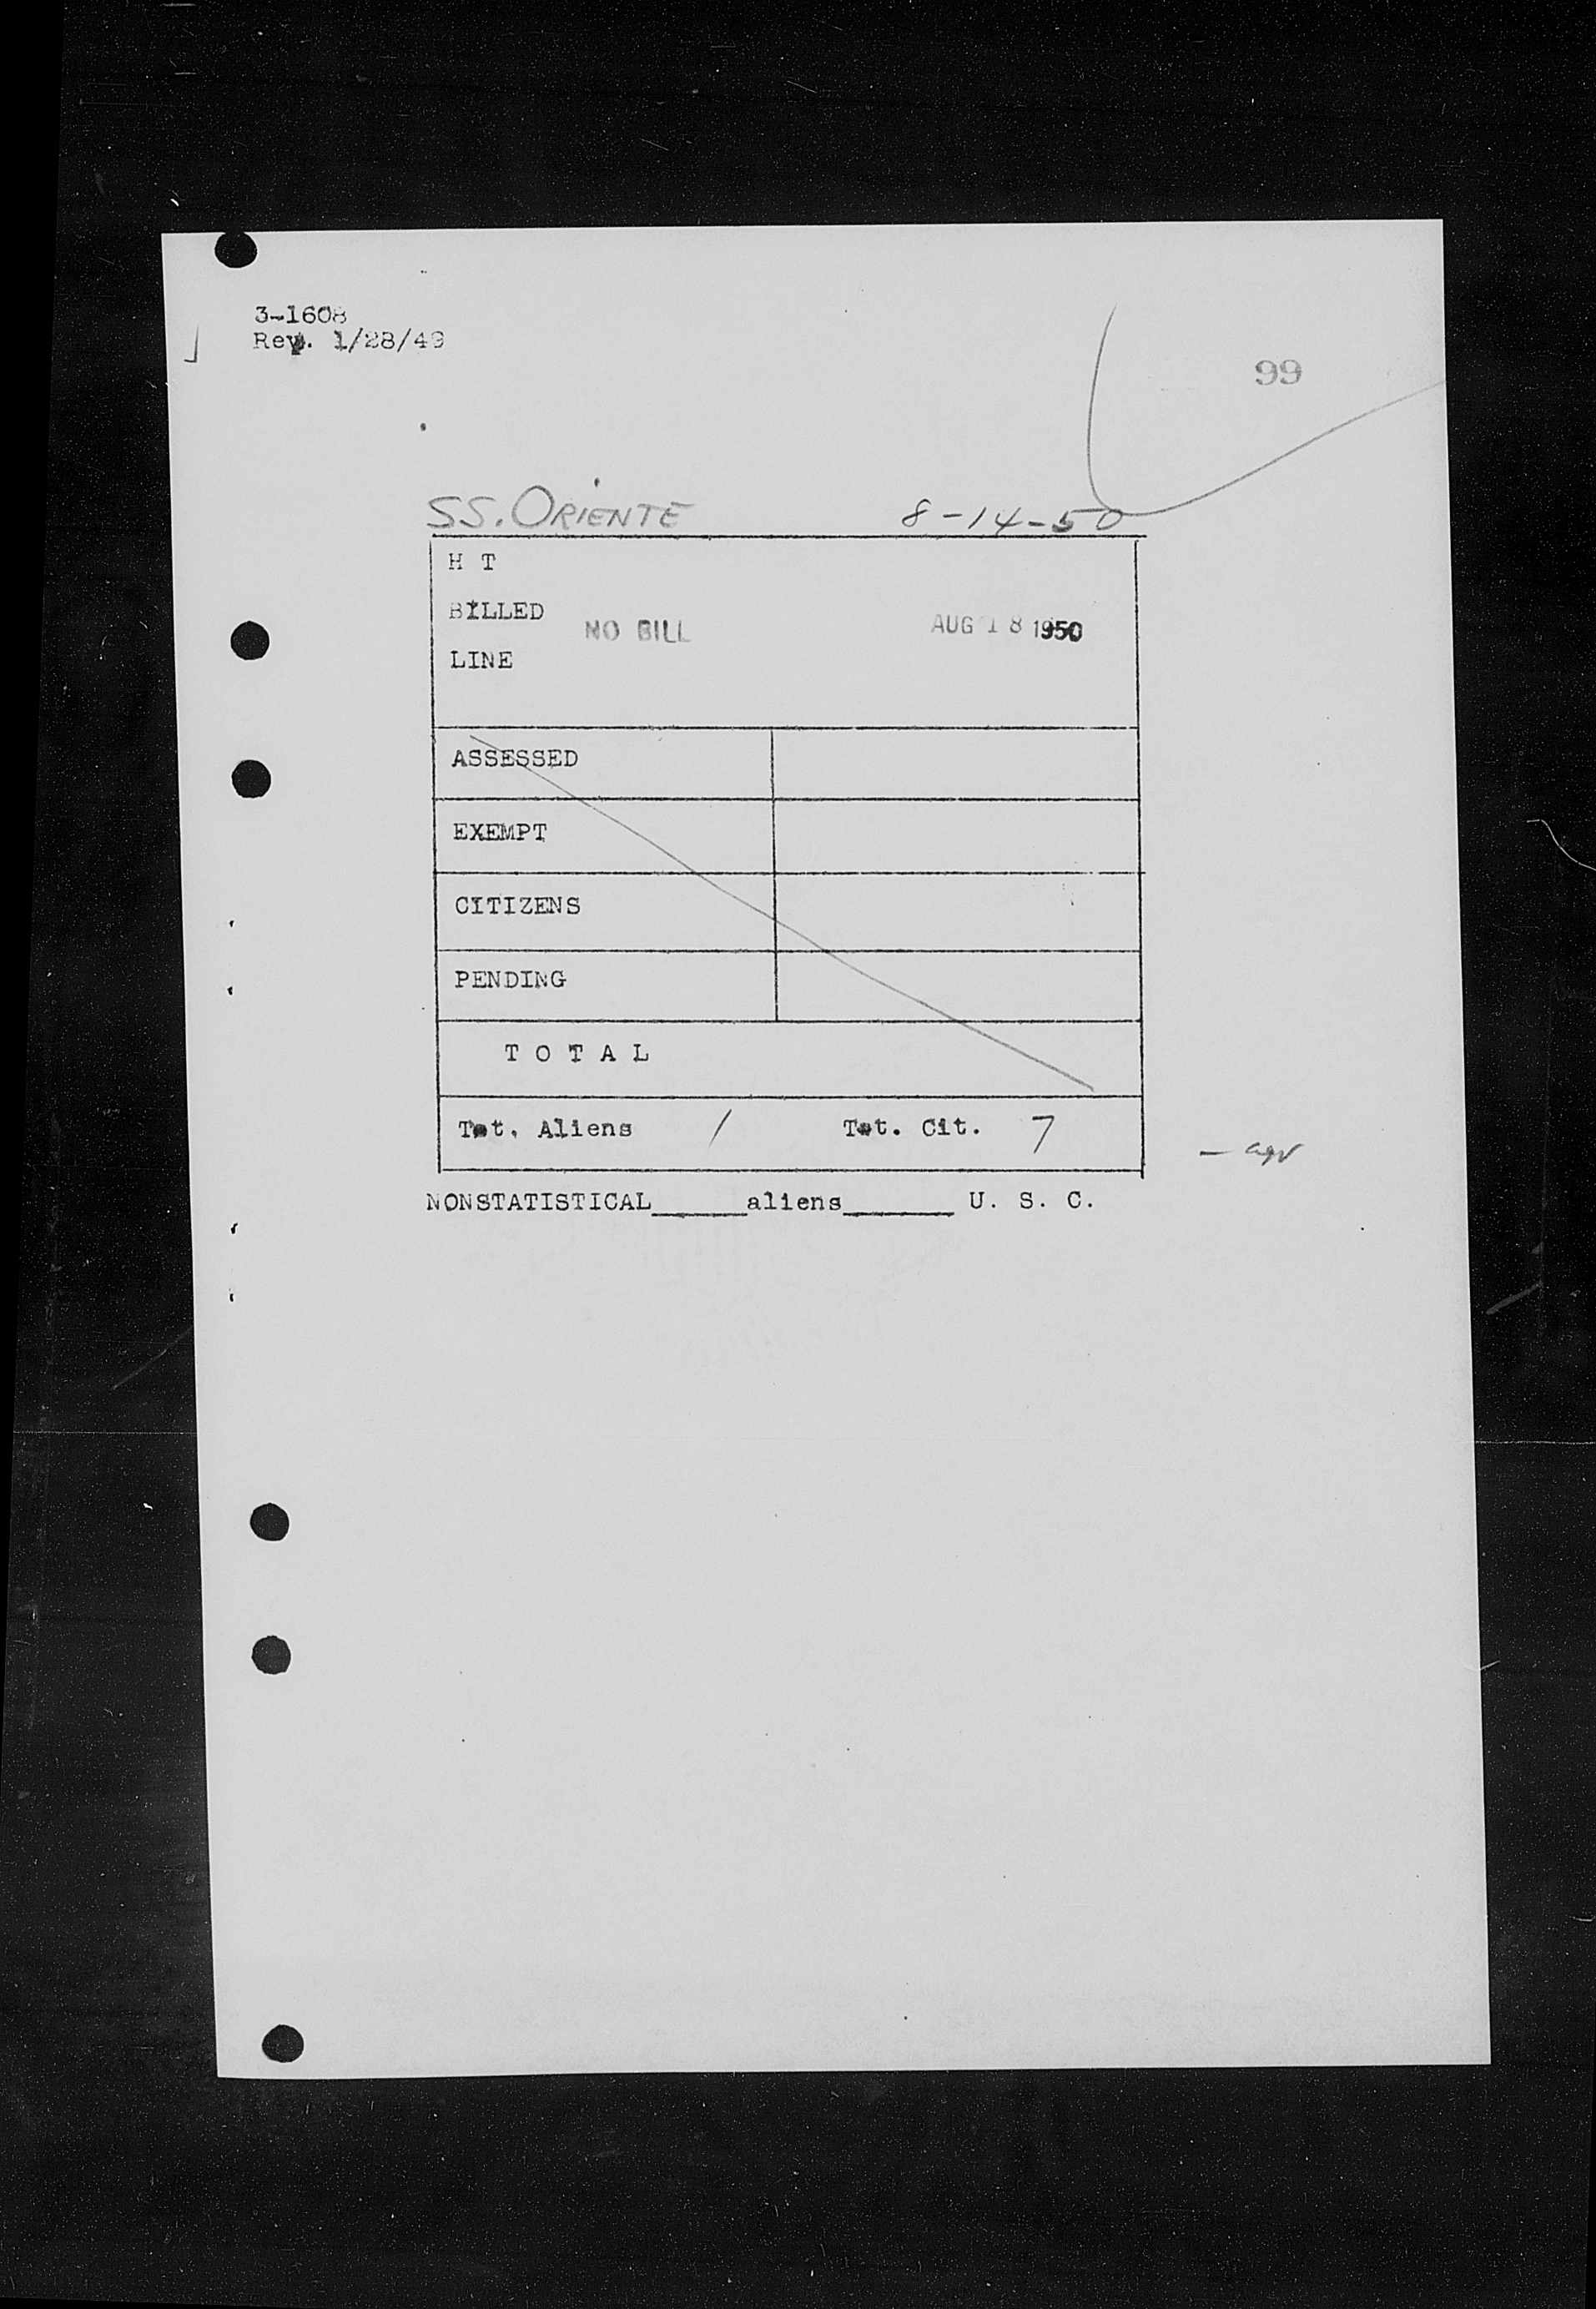 3-1608
Rev. 1/28/49
99
SS. ORIENTE 8-14-50
H T
BILLED
NO BILL AUG 18 1950
LINE
ASSESSED
EXEMPT
CITIZENS
PENDING
T O T A L
Tot. Aliens / Tot. Cit. 7
NONSTATISTICAL______aliens_______ U. S. C.